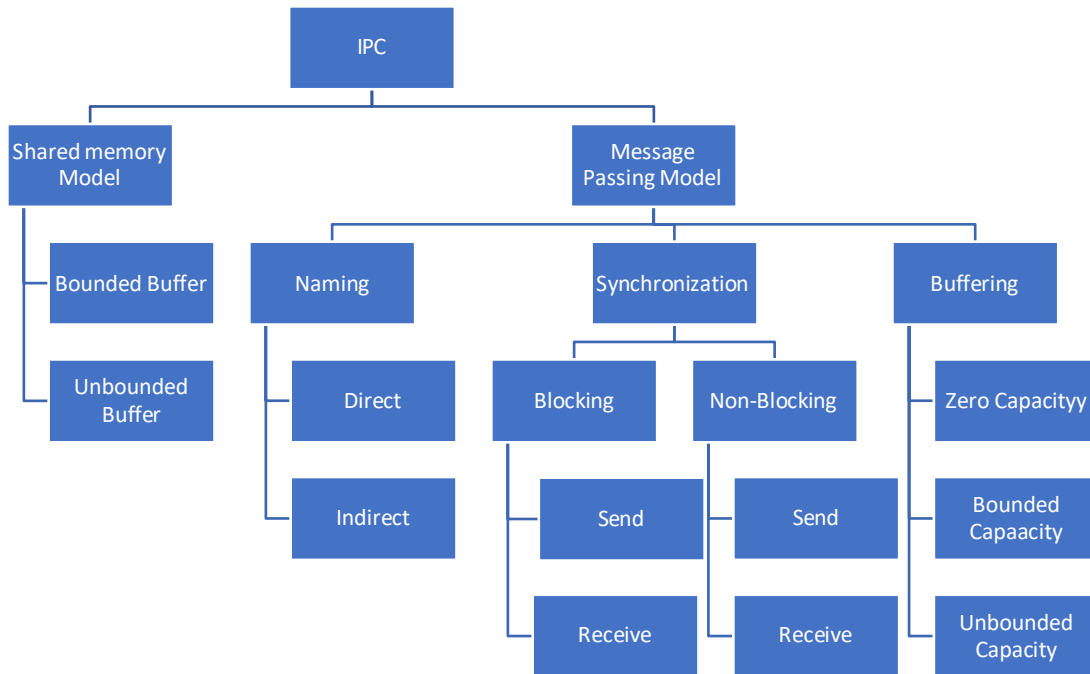 IPC
Shared memory
Model
Message
Passing Model
Bounded Buffer
Naming
Synchronization
Buffering
Unbounded
Buffer
Direct
Blocking
Non-Blocking
Zero Capacityy
Indirect
Send
Send
Bounded
Capaacity
Receive
Receive
Unbounded
Capacity